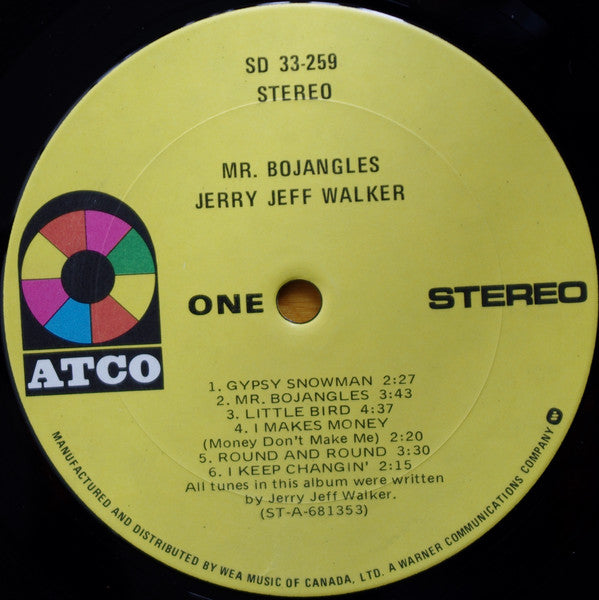 SD 33-259
STEREO
MR. BOJANGLES
JERRY JEFF WALKER
ATCO
ONE
STEREO
1. GYPSY SNOWMAN 2:27
2. MR. BOJANGLES 3:43
3. LITTLE BIRD 4:37
4. I MAKES MONEY
(Money Don't Make Me) 2:20
5. ROUND AND ROUND 3:30
6. I KEEP CHANGIN' 2:15
All tunes in this album were written
by Jerry Jeff Walker.
(ST-A-681353)
MANUFACTURED AND DISTRIBUTED BY WEA MUSIC OF CANADA, LTD. A WARNER COMMUNICATIONS COMPANY